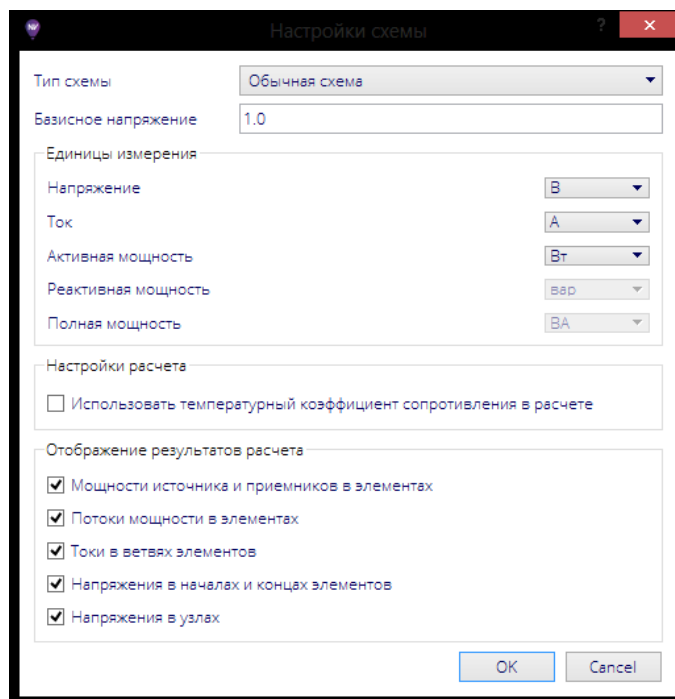 Настройки схемы
Тип схемы Обычная схема
Базисное напряжение 1.0
Единицы измерения
Напряжение В
Ток А
Активная мощность Вт
Реактивная мощность вар
Полная мощность ВА
Настройки расчета
Использовать температурный коэффициент сопротивления в расчете
Отображение результатов расчета
Мощности источника и приемников в элементах
Потоки мощности в элементах
Токи в ветвях элементов
Напряжения в началах и концах элементов
Напряжения в узлах
OK Cancel